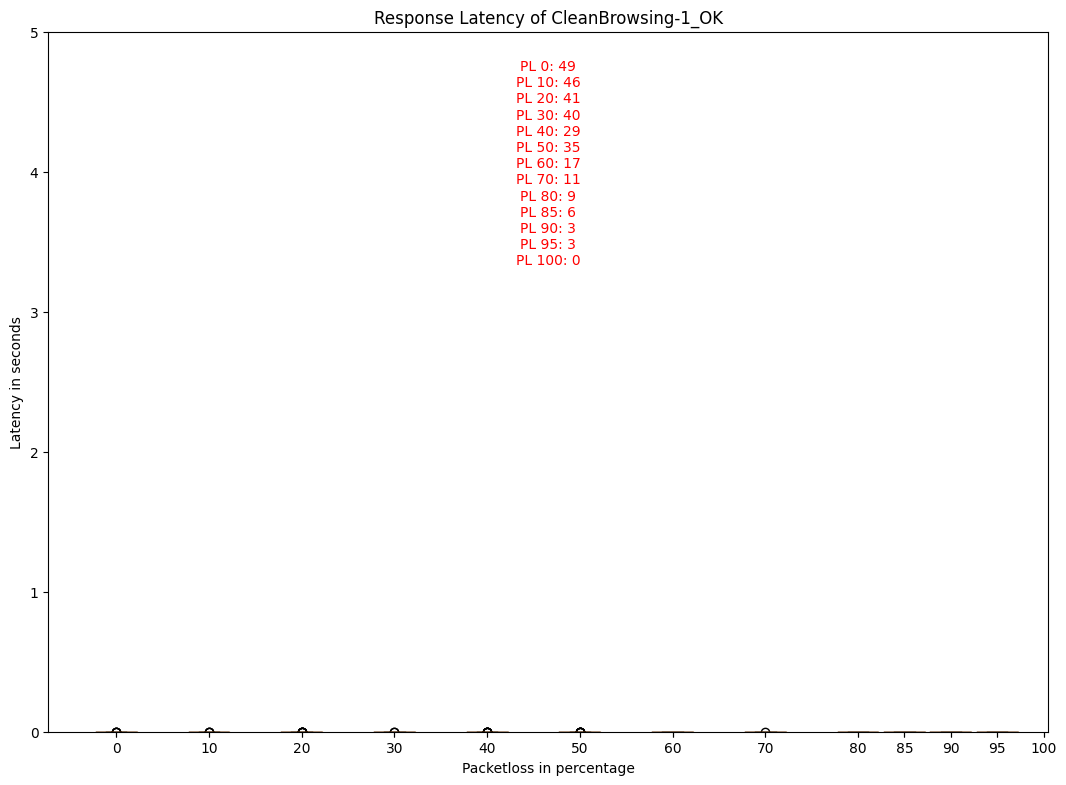 Response Latency of CleanBrowsing-1_OK
PL 0: 49
PL 10: 46
PL 20: 41
PL 30: 40
PL 40: 29
PL 50: 35
PL 60: 17
PL 70: 11
PL 80: 9
PL 85: 6
PL 90: 3
PL 95: 3
PL 100: 0
5
4
3
2
1
0
Latency in seconds
0 10 20 30 40 50 60 70 80 85 90 95 100
Packetloss in percentage